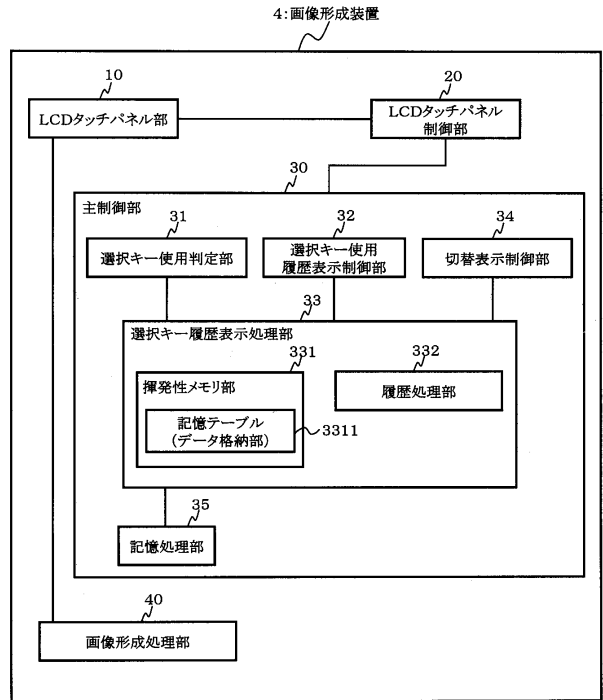 4:画像形成装置
10
20
LCDタッチパネル部
LCDタッチパネル
制御部
30
主制御部
31
32
34
選択キー使用判定部
選択キー使用
履歴表示制御部
切替表示制御部
33
選択キー履歴表示処理部
331
332
揮発性メモリ部
履歴処理部
記憶テーブル
(データ格納部)
3311
35
記憶処理部
40
画像形成処理部